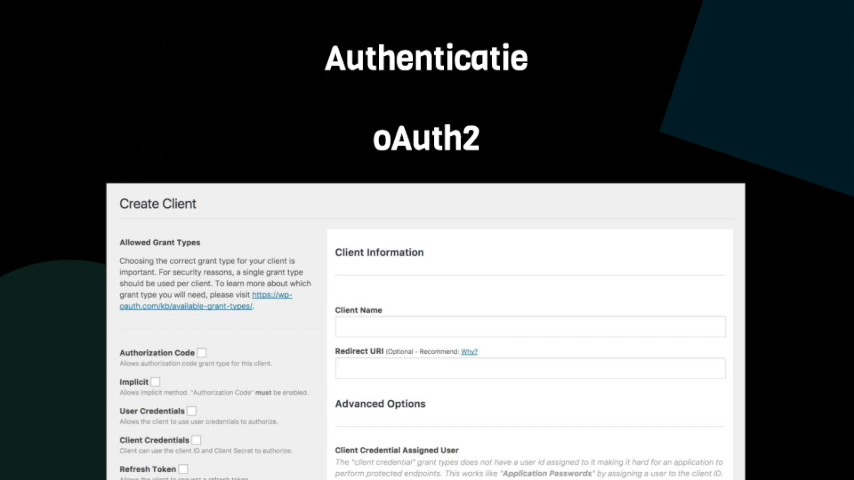 Authenticatie
oAuth2
Create Client
Allowed Grant Types
Choosing the correct grant type for your client is
important. For security reasons, a single grant type
should be used per client. To learn more about which
grant type you will need, please visit https://wp-
oauth.com/kb/available-grant-types/.
Authorization Code
Allows authorization code grant type for this client.
Implicit
Allows Implicit method. "Authorization Code" must be enabled.
User Credentials
Allows the client to use user credentials to authorize.
Client Credentials
Client can use the client ID and Client Secret to authorize.
Refresh Token
Allows the client to request a refresh token.
Client Information
Client Name
Redirect URI (Optional - Recommend: Why?
Advanced Options
Client Credential Assigned User
The "client credential" grant types does not have a user id assigned to it making it hard for an application to
perform protected endpoints. This works like "Application Passwords" by assigning a user to the client ID.